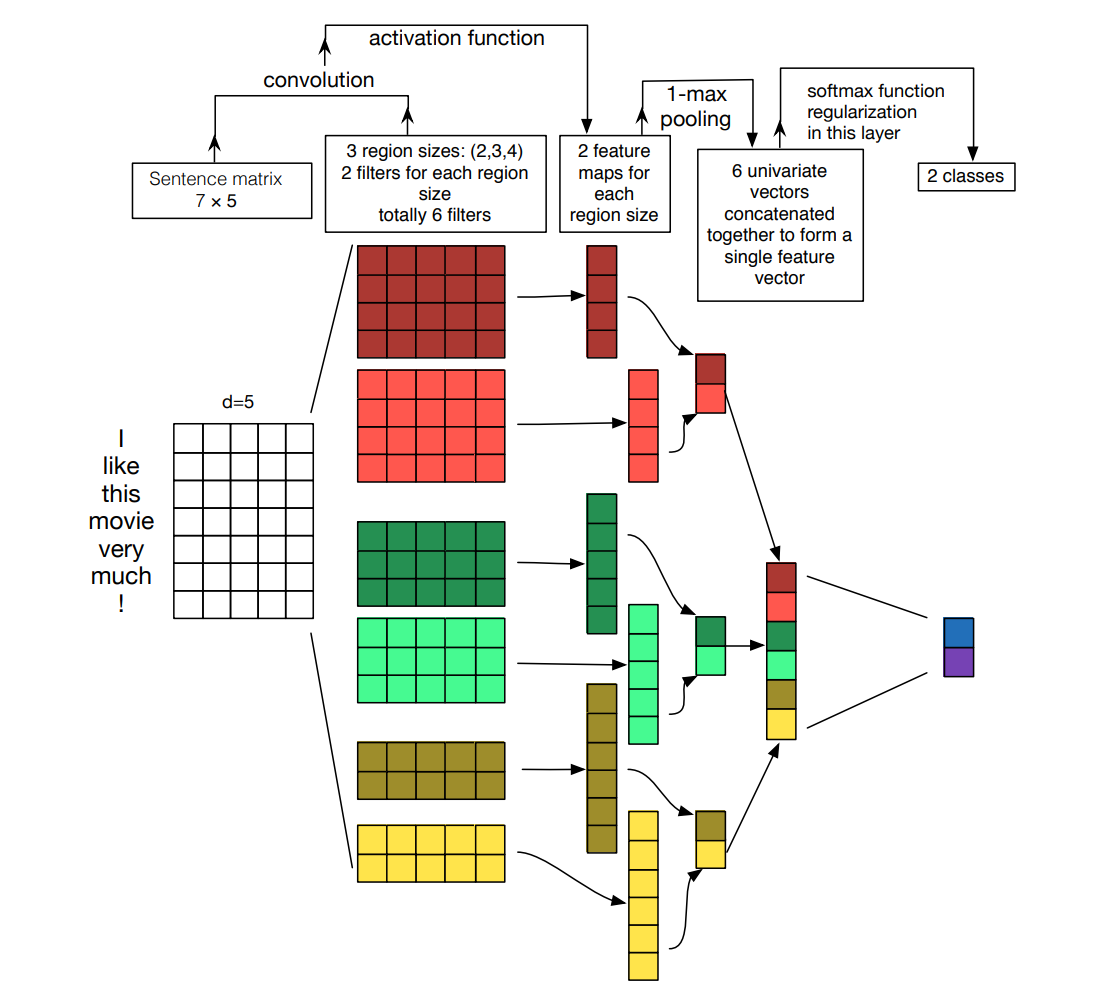 activation function
convolution
1-max
pooling
softmax function
regularization
in this layer
Sentence matrix
7 × 5
3 region sizes: (2,3,4)
2 filters for each region
size
totally 6 filters
2 feature
maps for
each
region size
6 univariate
vectors
concatenated
together to form a
single feature
vector
2 classes
d=5
I
like
this
movie
very
much
!